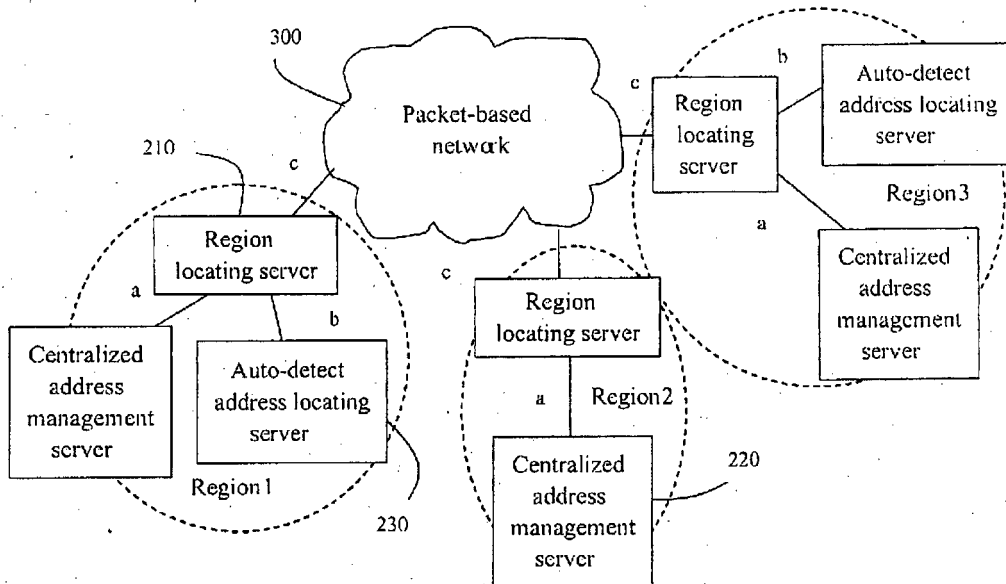 300
Packet-based
network
210
c
Region
locating server
a
b
Centralized
address
management
server
Auto-detect
address locating
server
Region1
230
c
Region
locating server
a
Region2
Centralized
address
management
server
220
c
Region
locating
server
b
Auto-detect
address locating
server
Region3
a
Centralized
address
management
server